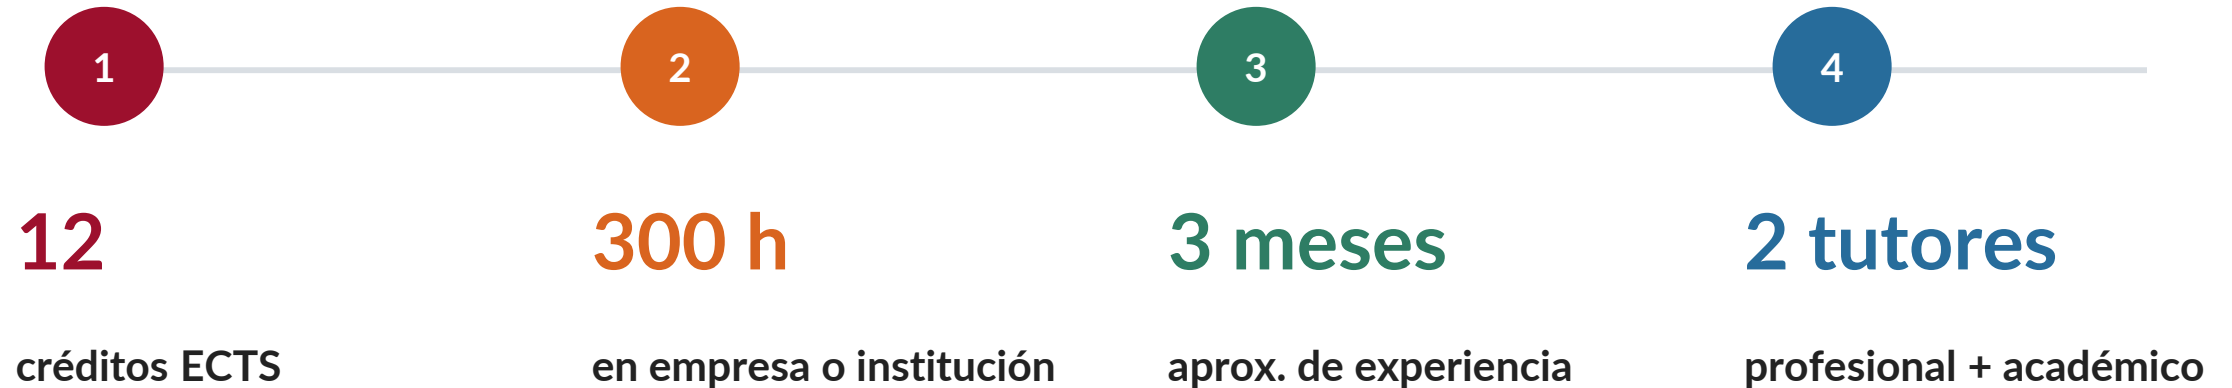 1
2
3
4
12
300 h
3 meses
2 tutores
créditos ECTS
en empresa o institución
aprox. de experiencia
profesional + académico